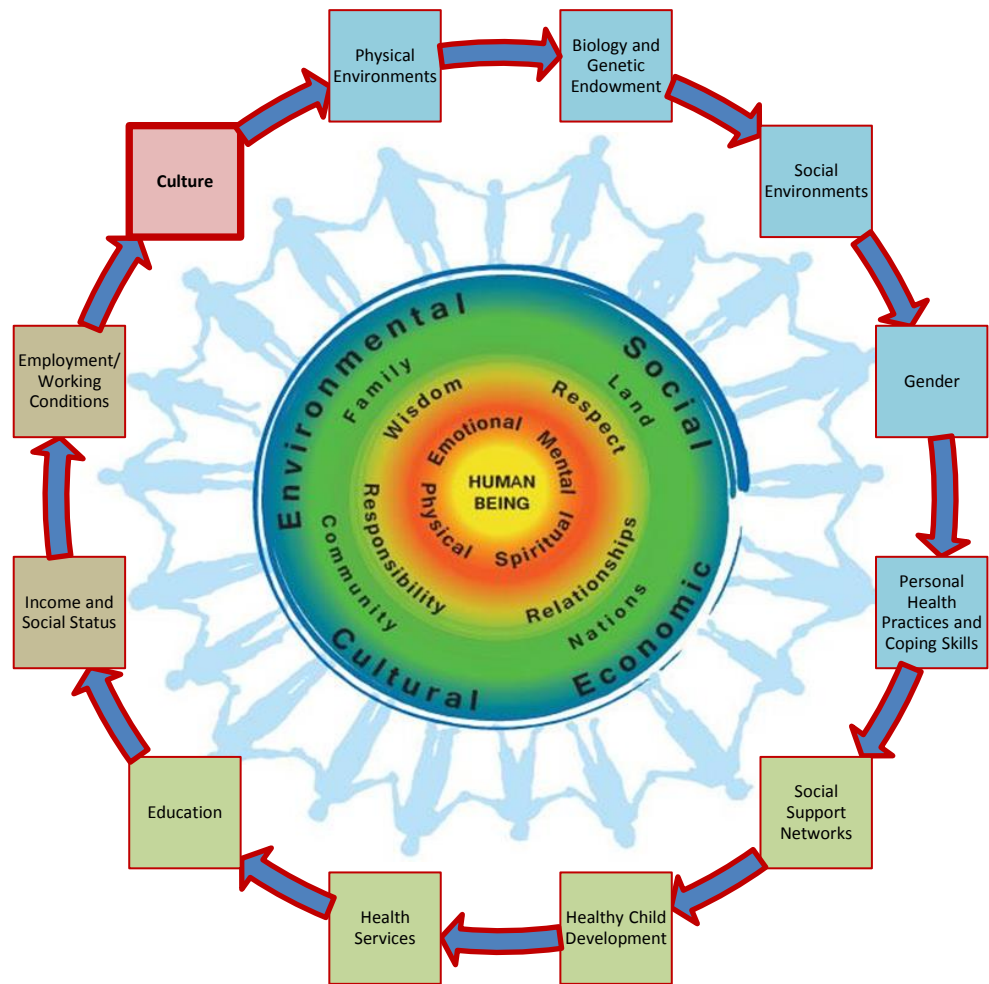 Physical
Environments
Biology and
Genetic
Endowment
Social
Environments
Gender
Personal
Health
Practices and
Coping Skills
Social
Support
Networks
Healthy Child
Development
Health
Services
Education
Income and
Social Status
Employment/
Working
Conditions
Culture
Environmental
Social
Economic
Cultural
Family
Land
Nations
Community
Wisdom
Respect
Relationships
Responsibility
Emotional
Mental
Spiritual
Physical
HUMAN
BEING